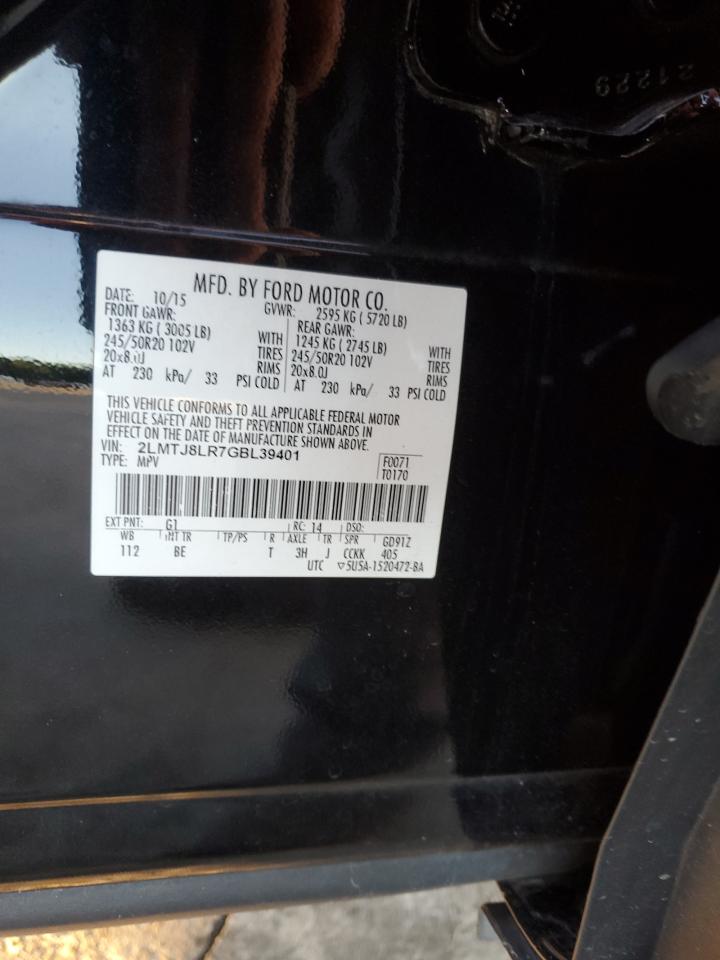 21229
MFD. BY FORD MOTOR CO.
DATE: 10/15 GVWR: 2595 KG ( 5720 LB)
FRONT GAWR: REAR GAWR:
1363 KG ( 3005 LB) WITH 1245 KG ( 2745 LB) WITH
245/50R20 102V TIRES 245/50R20 102V TIRES
20x8.0J RIMS 20x8.0J RIMS
AT 230 kPa/ 33 PSI COLD AT 230 kPa/ 33 PSI COLD
THIS VEHICLE CONFORMS TO ALL APPLICABLE FEDERAL MOTOR
VEHICLE SAFETY AND THEFT PREVENTION STANDARDS IN
EFFECT ON THE DATE OF MANUFACTURE SHOWN ABOVE.
VIN: 2LMTJ8LR7GBL39401
TYPE: MPV F0071
T0170
EXT PNT: G1 RC: 14 DSO:
WB INT TR TP/PS R AXLE TR SPR GD91Z
112 BE T 3H J CCKK 405
UTC ▽5U5A-1520472-BA